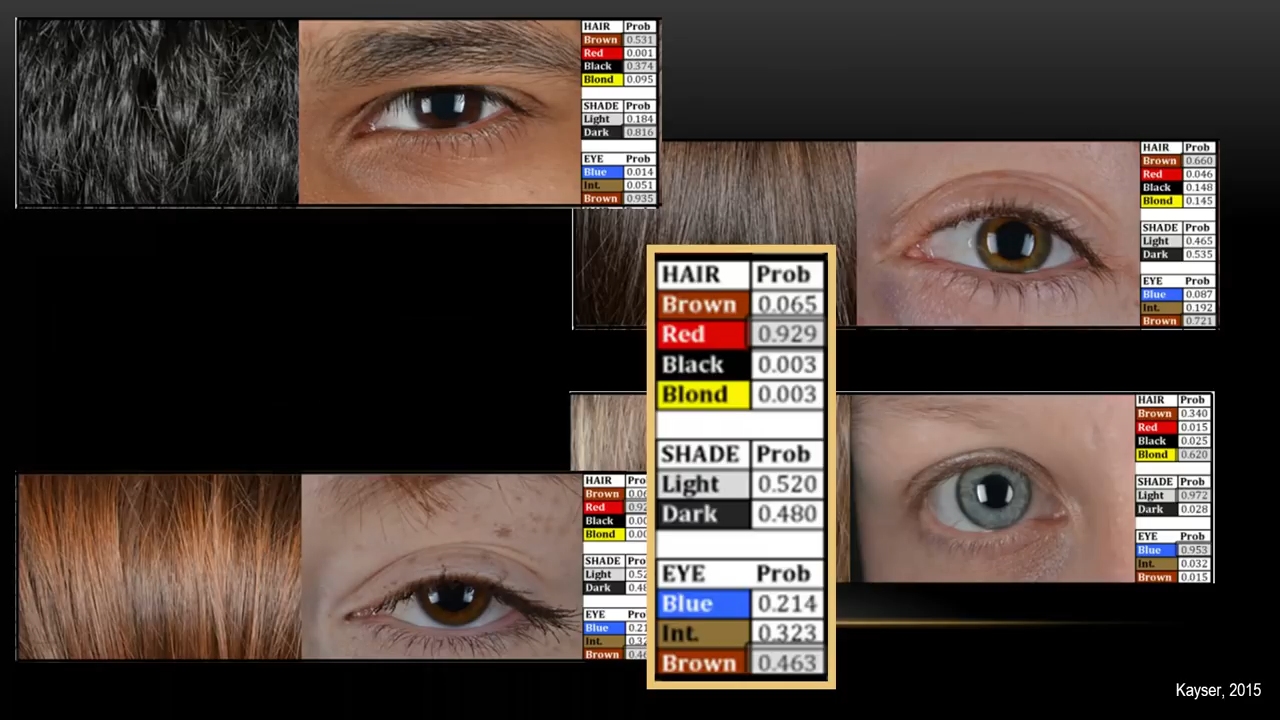 HAIR Prob
Brown 0.531
Red 0.001
Black 0.374
Blond 0.095
SHADE Prob
Light 0.184
Dark 0.816
EYE Prob
Blue 0.014
Int. 0.051
Brown 0.935
HAIR Prob
Brown 0.660
Red 0.046
Black 0.148
Blond 0.145
SHADE Prob
Light 0.465
Dark 0.535
EYE Prob
Blue 0.087
Int. 0.192
Brown 0.721
HAIR Prob
Brown 0.065
Red 0.929
Black 0.003
Blond 0.003
SHADE Prob
Light 0.520
Dark 0.480
EYE Prob
Blue 0.214
Int. 0.323
Brown 0.463
HAIR Prob
Brown 0.340
Red 0.015
Black 0.025
Blond 0.620
SHADE Prob
Light 0.972
Dark 0.028
EYE Prob
Blue 0.953
Int. 0.032
Brown 0.015
HAIR
Brown
Red
Black
Blond
SHADE
Light
Dark
EYE
Blue
Int.
Brown
Kayser, 2015